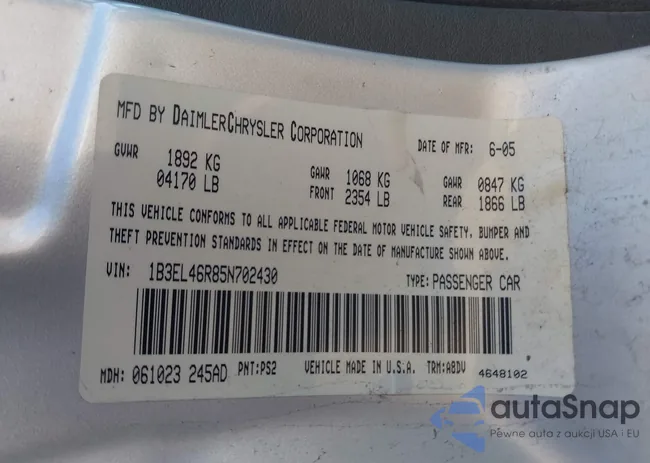 MFD BY DAIMLERCHRYSLER CORPORATION
DATE OF MFR: 6-05
GVWR 1892 KG 04170 LB
GAWR FRONT 1068 KG 2354 LB
GAWR REAR 0847 KG 1866 LB
THIS VEHICLE CONFORMS TO ALL APPLICABLE FEDERAL MOTOR VEHICLE SAFETY, BUMPER AND
THEFT PREVENTION STANDARDS IN EFFECT ON THE DATE OF MANUFACTURE SHOWN ABOVE.
VIN: 1B3EL46R85N702430 TYPE: PASSENGER CAR
MDH: 061023 245AD PNT:PS2 VEHICLE MADE IN U.S.A. TRM:ABDV 4648102
autaSnap
Pewne auta z aukcji USA i EU